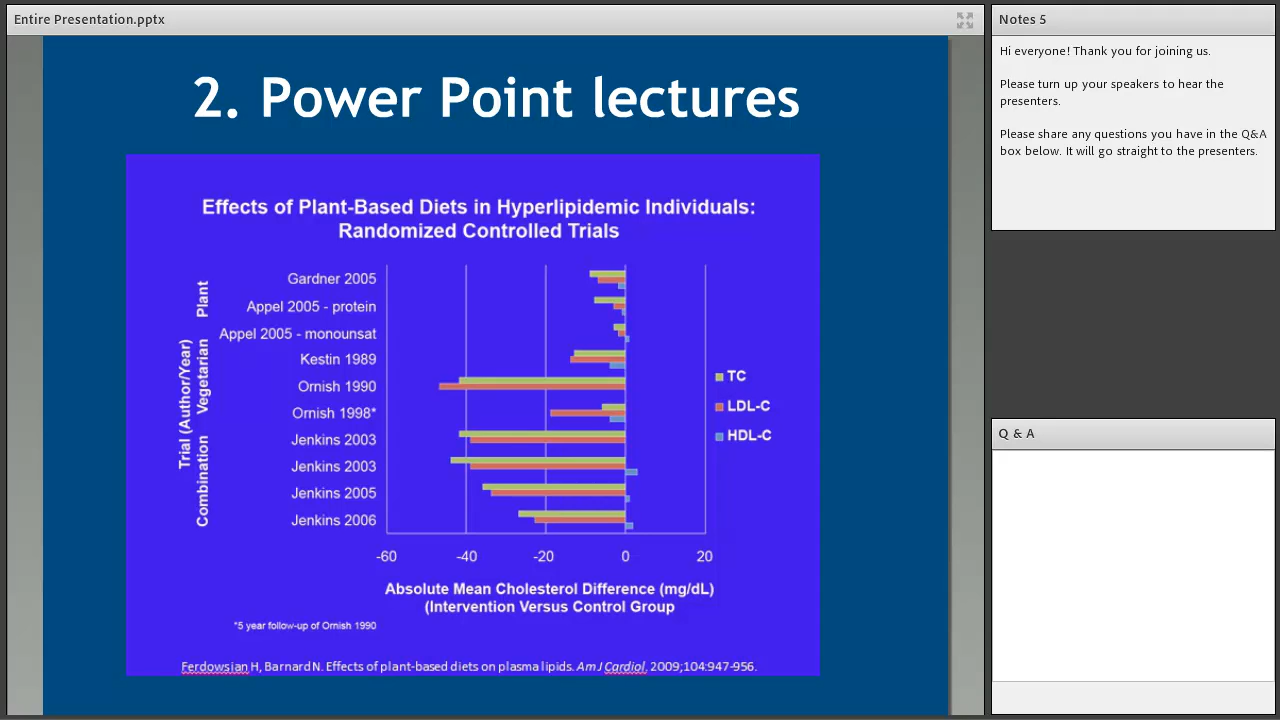 Entire Presentation.pptx
2. Power Point lectures
Effects of Plant-Based Diets in Hyperlipidemic Individuals:
Randomized Controlled Trials
Trial (Author/Year)
Plant
Vegetarian
Combination
Gardner 2005
Appel 2005 - protein
Appel 2005 - monounsat
Kestin 1989
Ornish 1990
Ornish 1998*
Jenkins 2003
Jenkins 2003
Jenkins 2005
Jenkins 2006
TC
LDL-C
HDL-C
-60 -40 -20 0 20
Absolute Mean Cholesterol Difference (mg/dL)
(Intervention Versus Control Group
*5 year follow-up of Ornish 1990
Ferdowsian H, Barnard N. Effects of plant-based diets on plasma lipids. Am J Cardiol, 2009;104:947-956.
Notes 5
Hi everyone! Thank you for joining us.
Please turn up your speakers to hear the
presenters.
Please share any questions you have in the Q&A
box below. It will go straight to the presenters.
Q & A